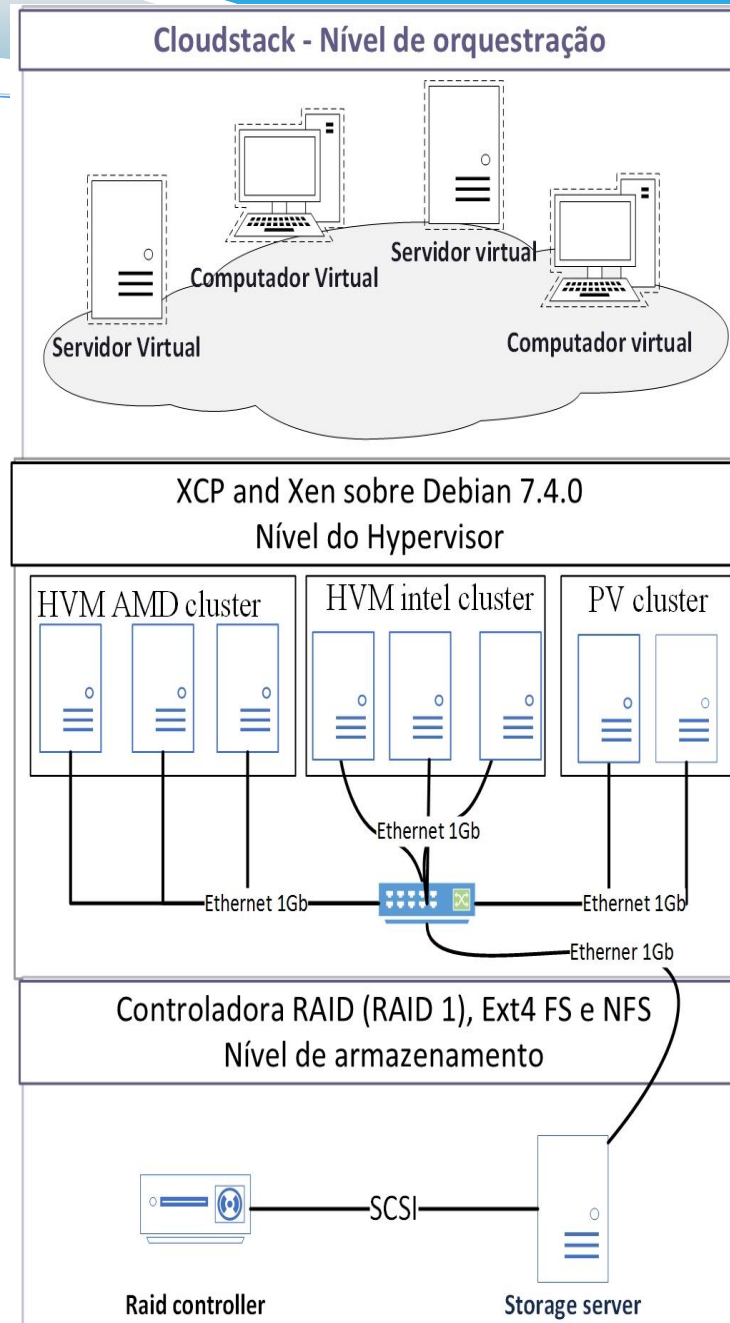 Cloudstack - Nível de orquestração
Servidor virtual
Computador Virtual
Servidor Virtual
Computador virtual
XCP and Xen sobre Debian 7.4.0
Nível do Hypervisor
HVM AMD cluster
HVM intel cluster
PV cluster
Ethernet 1Gb
Ethernet 1Gb
Ethernet 1Gb
Etherner 1Gb
Controladora RAID (RAID 1), Ext4 FS e NFS
Nível de armazenamento
SCSI
Raid controller
Storage server